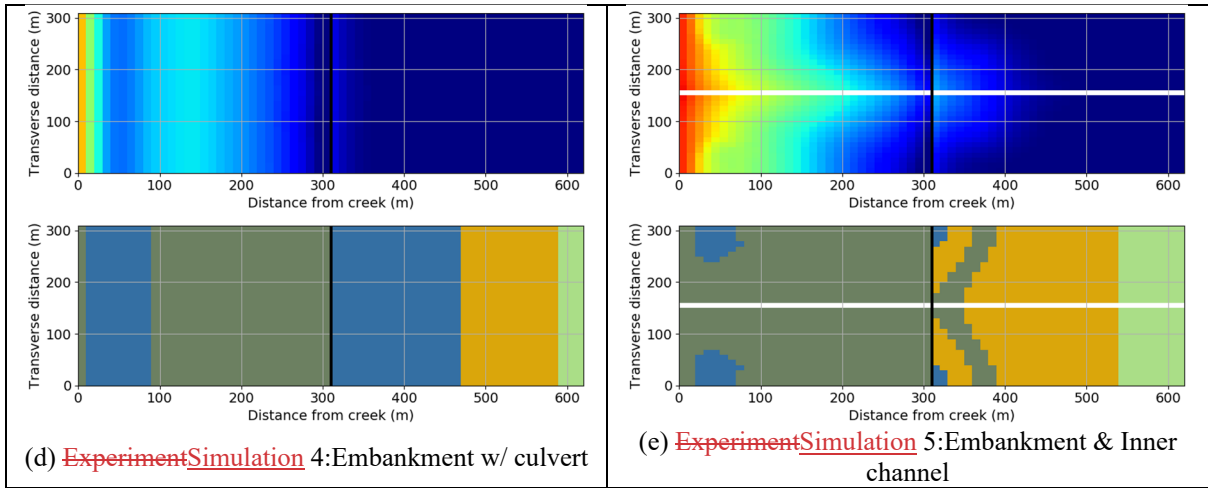 300
200
100
0
0 100 200 300 400 500 600
Transverse distance (m)
Distance from creek (m)
300
200
100
0
0 100 200 300 400 500 600
Transverse distance (m)
Distance from creek (m)
(d) ExperimentSimulation 4:Embankment w/ culvert
300
200
100
0
0 100 200 300 400 500 600
Transverse distance (m)
Distance from creek (m)
300
200
100
0
0 100 200 300 400 500 600
Transverse distance (m)
Distance from creek (m)
(e) ExperimentSimulation 5:Embankment & Inner
channel